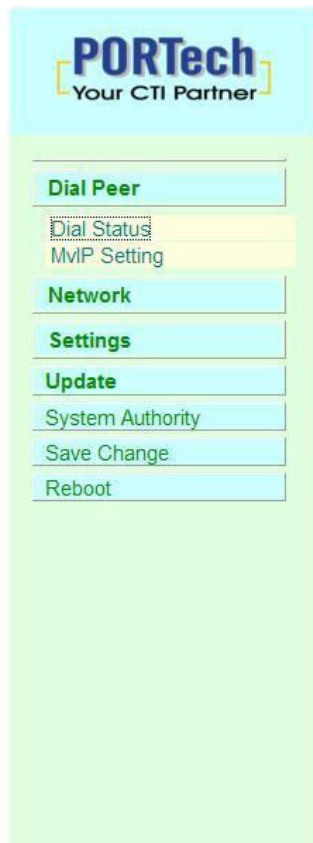 PORTech
Your CTI Partner
Dial Peer
Dial Status
MvIP Setting
Network
Settings
Update
System Authority
Save Change
Reboot